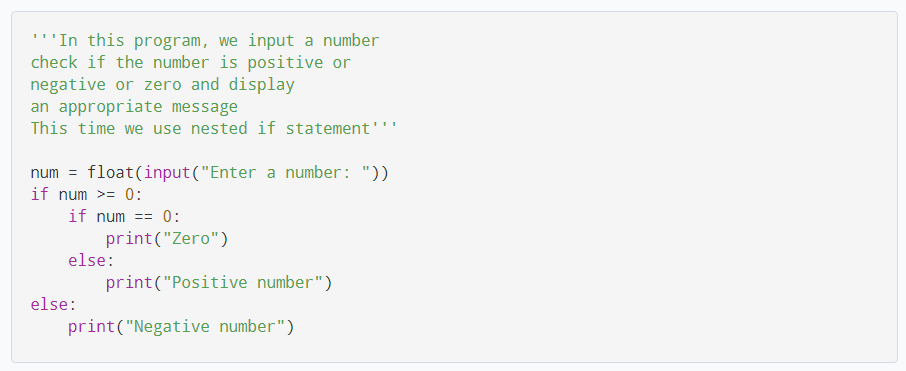 '''In this program, we input a number
check if the number is positive or
negative or zero and display
an appropriate message
This time we use nested if statement'''

num = float(input("Enter a number: "))
if num >= 0:
    if num == 0:
        print("Zero")
    else:
        print("Positive number")
else:
    print("Negative number")